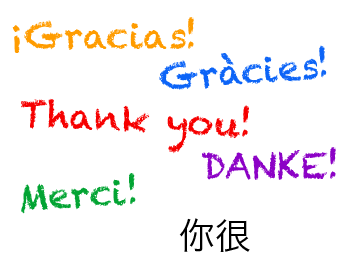 ¡Gracias!
Gràcies!
Thank you!
DANKE!
Merci!
你很